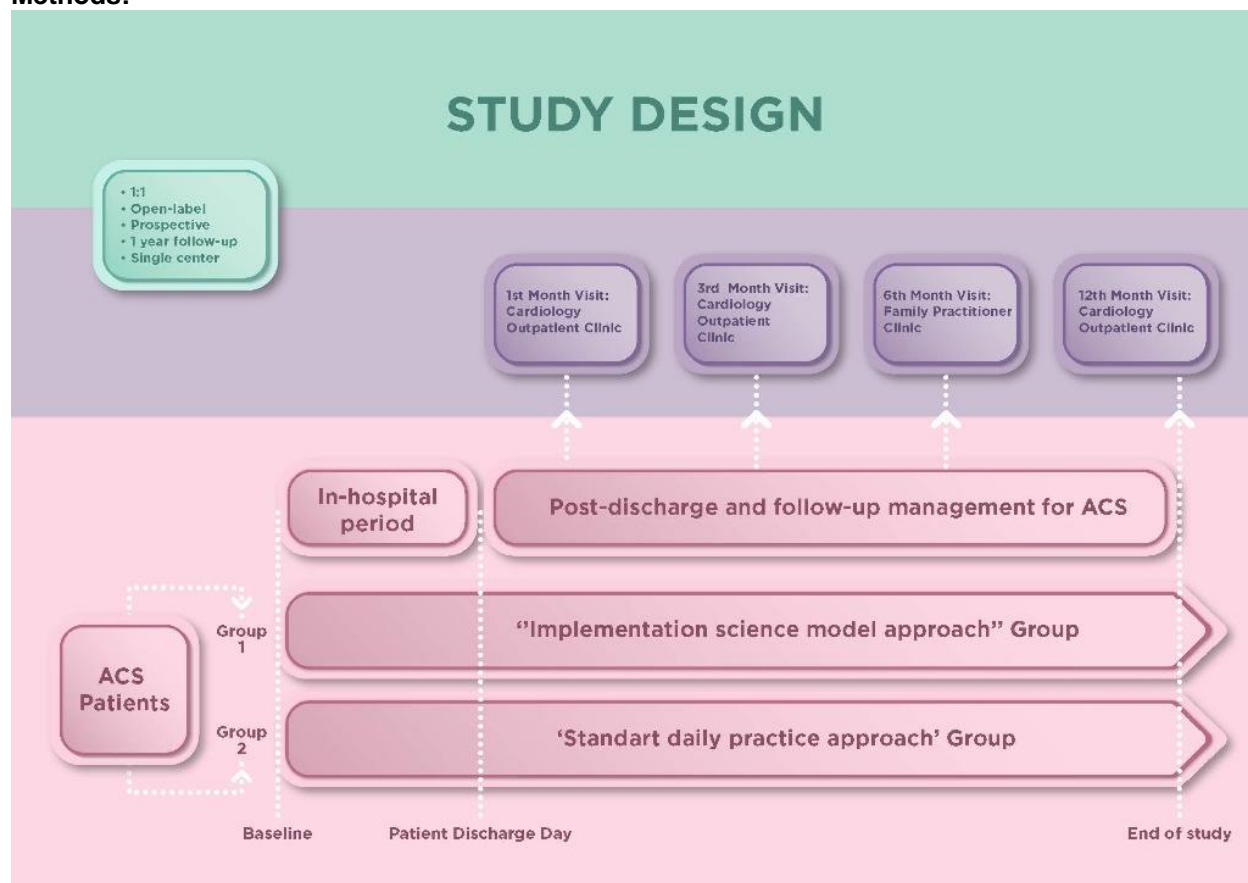 Methods:
STUDY DESIGN
• 1:1
• Open-label
• Prospective
• 1 year follow-up
• Single center
1st Month Visit:
Cardiology
Outpatient Clinic
3rd Month Visit:
Cardiology
Outpatient
Clinic
6th Month Visit:
Family Practitioner
Clinic
12th Month Visit:
Cardiology
Outpatient Clinic
In-hospital
period
Post-discharge and follow-up management for ACS
ACS
Patients
Group
1
‘’Implementation science model approach’’ Group
Group
2
‘Standart daily practice approach’ Group
Baseline
Patient Discharge Day
End of study